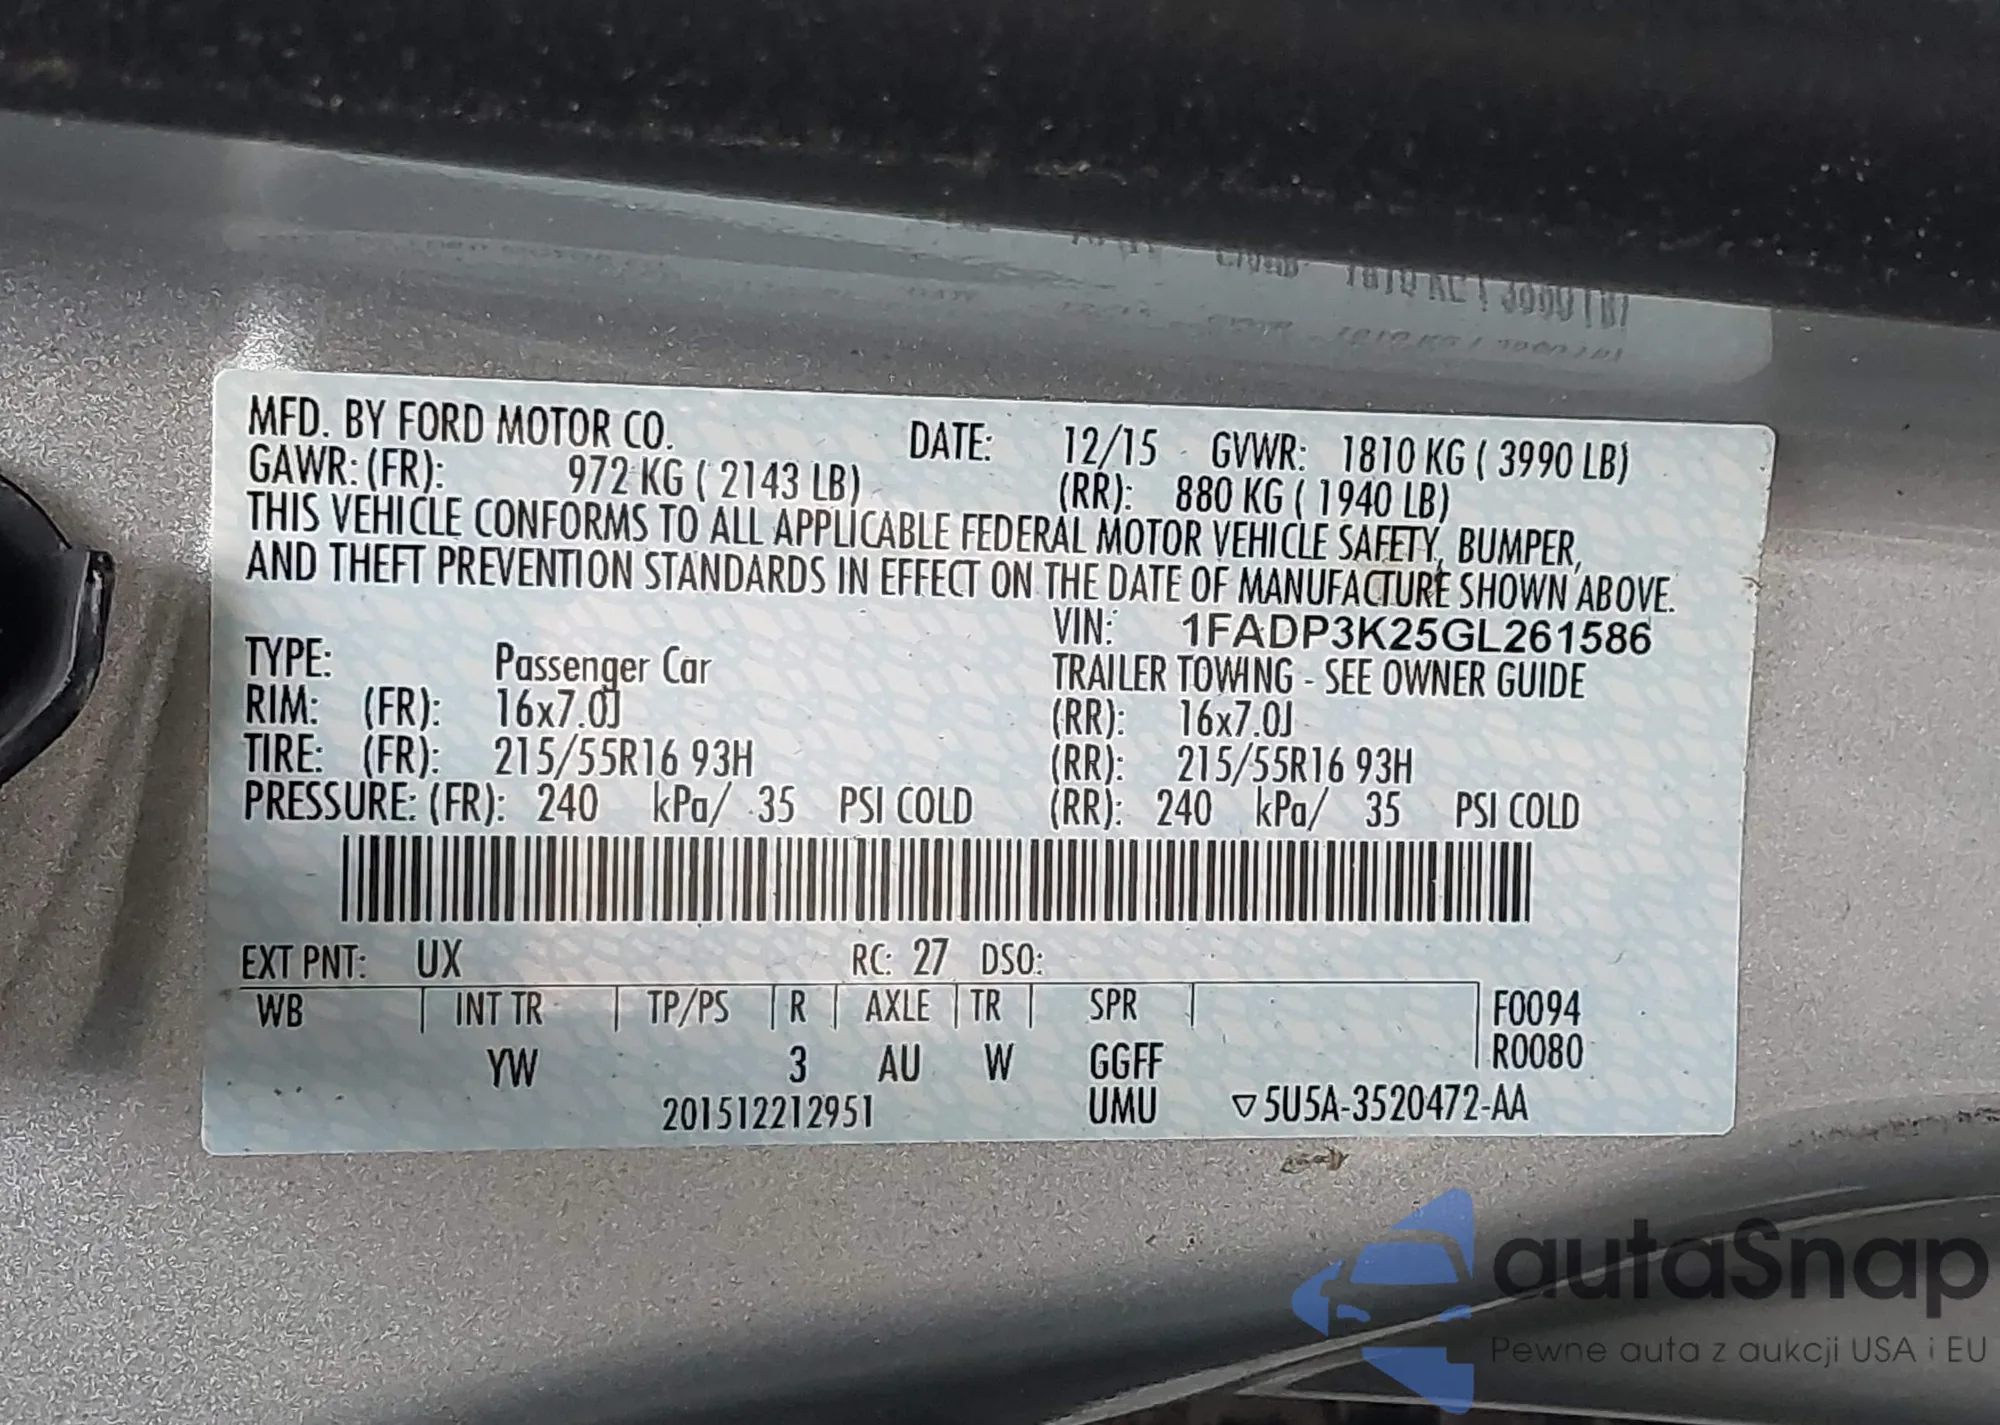 MFD. BY FORD MOTOR CO. DATE: 12/15 GVWR: 1810 KG ( 3990 LB)
GAWR: (FR): 972 KG ( 2143 LB) (RR): 880 KG ( 1940 LB)
THIS VEHICLE CONFORMS TO ALL APPLICABLE FEDERAL MOTOR VEHICLE SAFETY, BUMPER,
AND THEFT PREVENTION STANDARDS IN EFFECT ON THE DATE OF MANUFACTURE SHOWN ABOVE.
VIN: 1FADP3K25GL261586
TYPE: Passenger Car TRAILER TOWING - SEE OWNER GUIDE
RIM: (FR): 16x7.0J (RR): 16x7.0J
TIRE: (FR): 215/55R16 93H (RR): 215/55R16 93H
PRESSURE: (FR): 240 kPa/ 35 PSI COLD (RR): 240 kPa/ 35 PSI COLD
EXT PNT: UX RC: 27 DSO:
WB INT TR TP/PS R AXLE TR SPR F0094
YW 3 AU W GGFF R0080
201512212951 UMU ▽5U5A-3520472-AA
autaSnap
Pewne auta z aukcji USA i EU